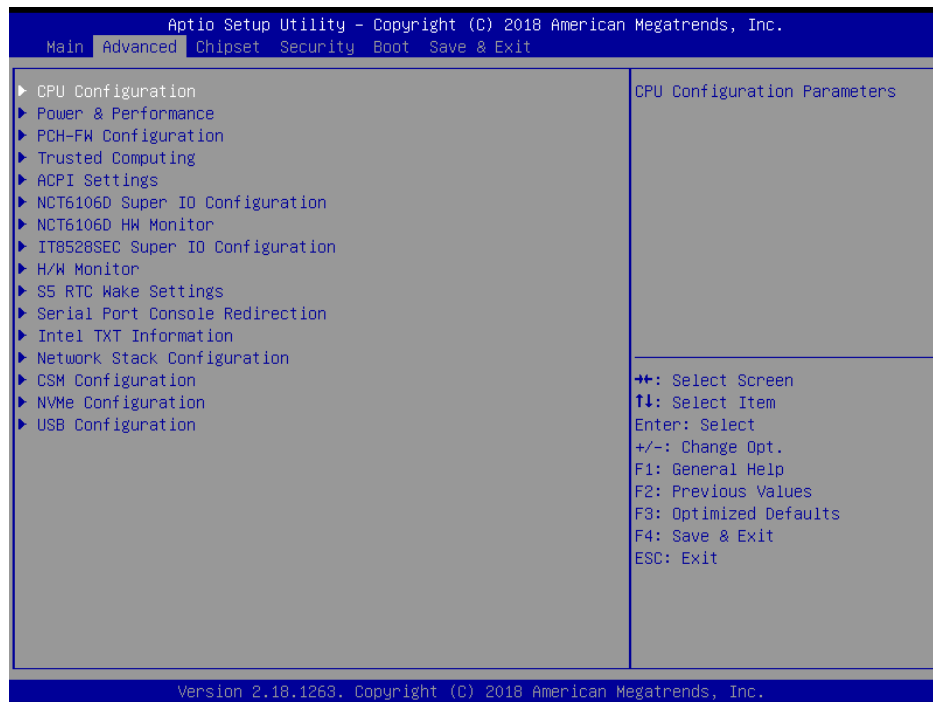 Aptio Setup Utility – Copyright (C) 2018 American Megatrends, Inc.
Main Advanced Chipset Security Boot Save & Exit
▶ CPU Configuration
▶ Power & Performance
▶ PCH-FW Configuration
▶ Trusted Computing
▶ ACPI Settings
▶ NCT6106D Super IO Configuration
▶ NCT6106D HW Monitor
▶ IT8528SEC Super IO Configuration
▶ H/W Monitor
▶ S5 RTC Wake Settings
▶ Serial Port Console Redirection
▶ Intel TXT Information
▶ Network Stack Configuration
▶ CSM Configuration
▶ NVMe Configuration
▶ USB Configuration
CPU Configuration Parameters
→←: Select Screen
↑↓: Select Item
Enter: Select
+/-: Change Opt.
F1: General Help
F2: Previous Values
F3: Optimized Defaults
F4: Save & Exit
ESC: Exit
Version 2.18.1263. Copyright (C) 2018 American Megatrends, Inc.